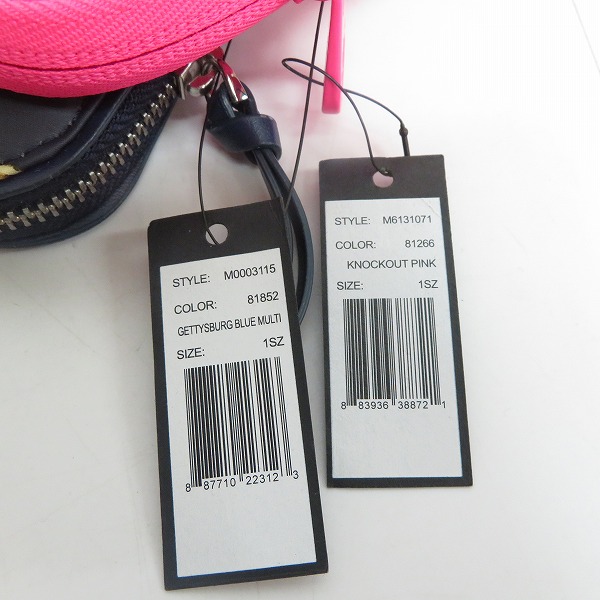 STYLE: M0003115
COLOR: 81852
GETTYSBURG BLUE MULTI
SIZE: 1SZ
8 87710 22312 3
STYLE: M6131071
COLOR: 81266
KNOCKOUT PINK
SIZE: 1SZ
8 83936 38872 1